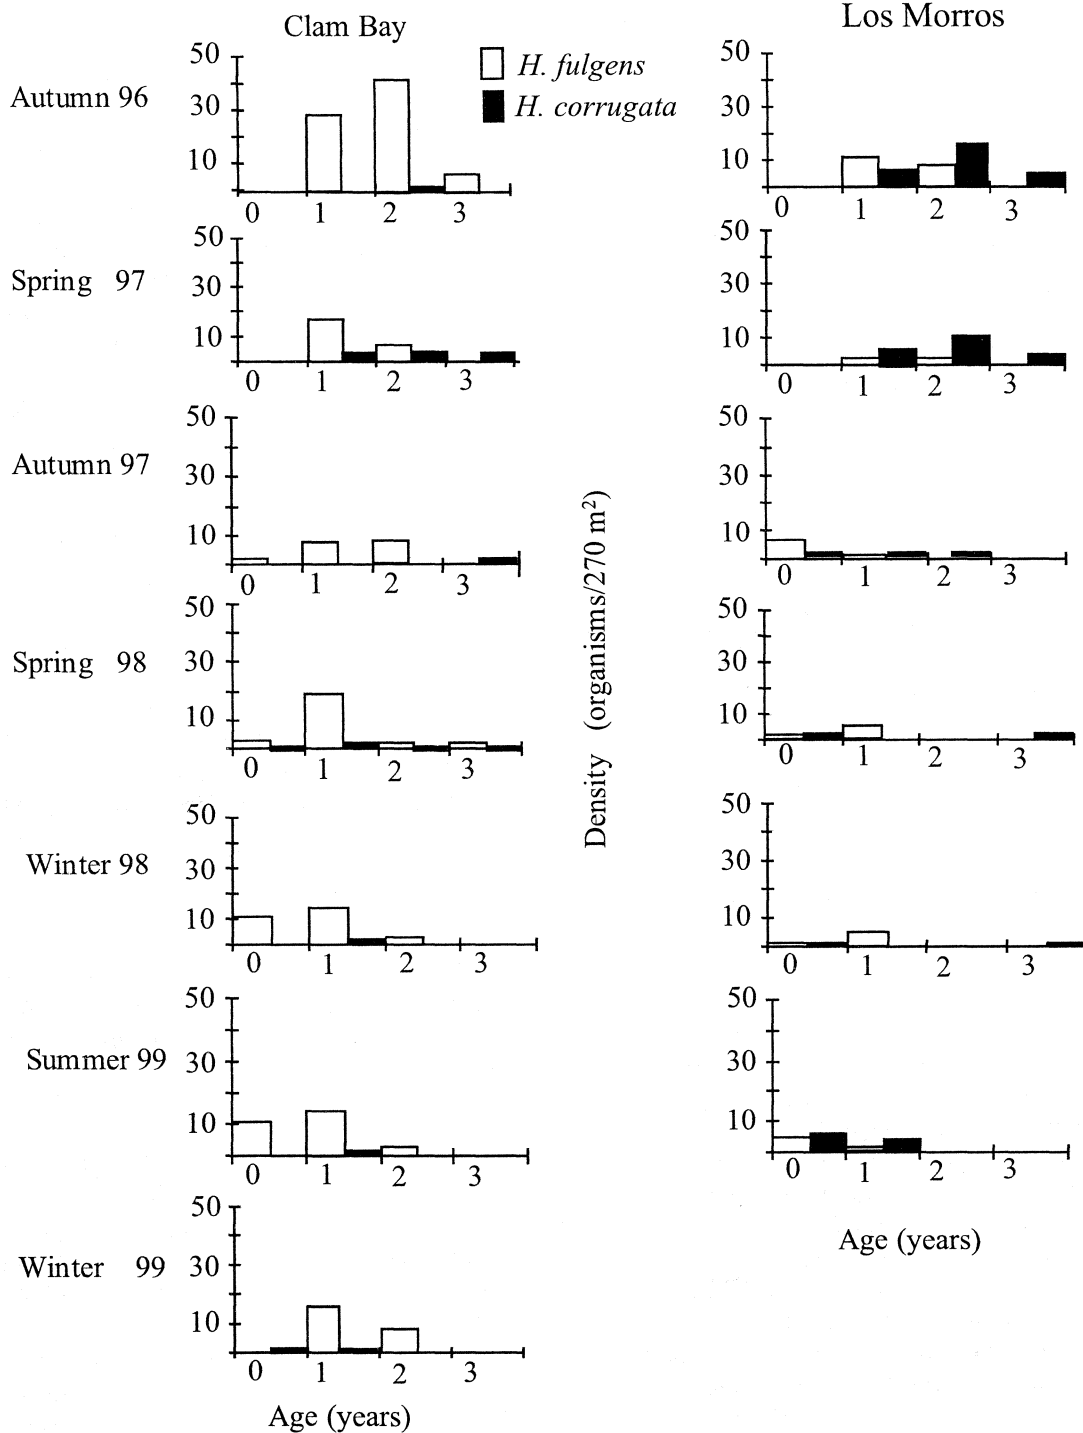 Clam Bay
Los Morros
H. fulgens
H. corrugata
Autumn 96
50
30
10
0 1 2 3
50
30
10
0 1 2 3
Spring 97
50
30
10
0 1 2 3
50
30
10
0 1 2 3
Autumn 97
50
30
10
0 1 2 3
50
30
10
0 1 2 3
Density (organisms/270 m²)
Spring 98
50
30
10
0 1 2 3
50
30
10
0 1 2 3
Winter 98
50
30
10
0 1 2 3
50
30
10
0 1 2 3
Summer 99
50
30
10
0 1 2 3
50
30
10
0 1 2 3
Age (years)
Winter 99
50
30
10
0 1 2 3
Age (years)